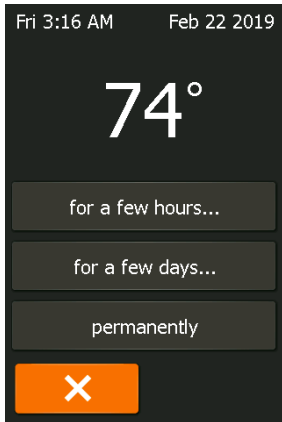 Fri 3:16 AM Feb 22 2019
74°
for a few hours...
for a few days...
permanently